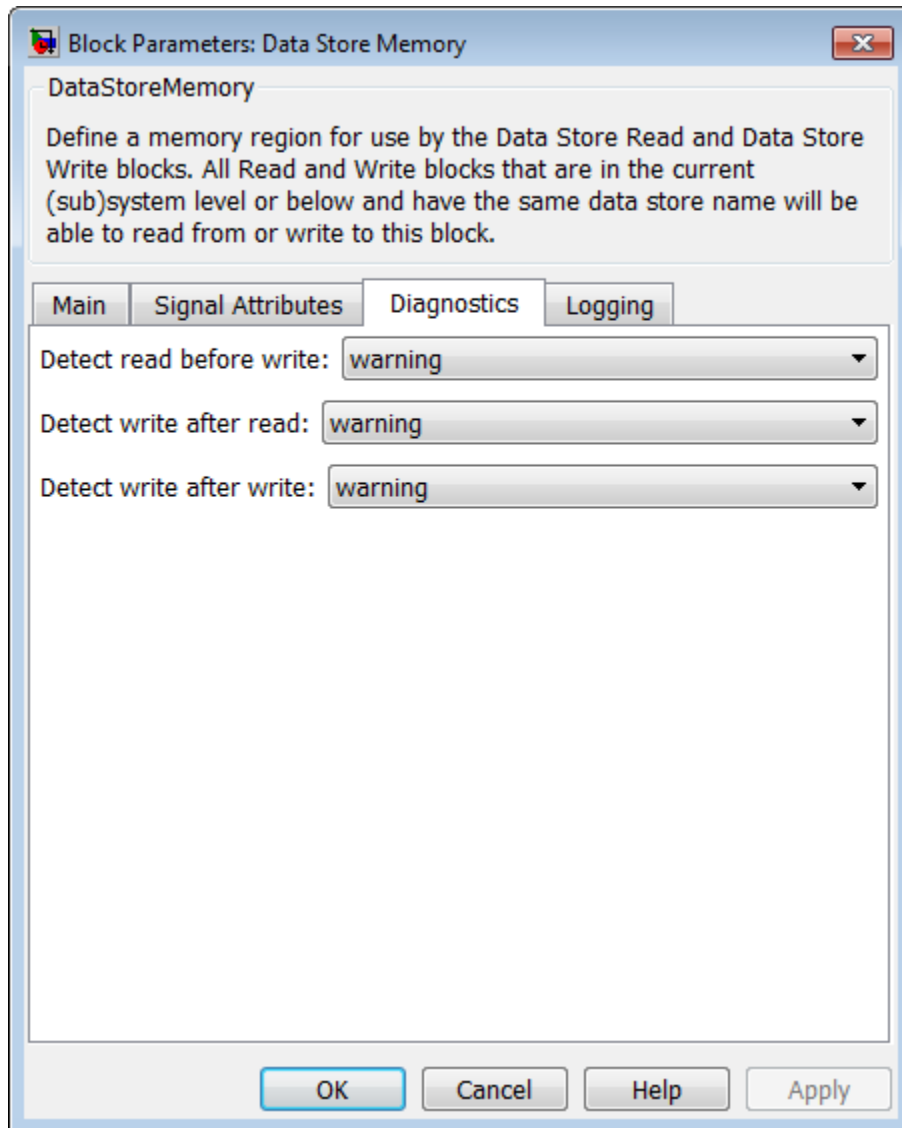 Block Parameters: Data Store Memory
DataStoreMemory
Define a memory region for use by the Data Store Read and Data Store
Write blocks. All Read and Write blocks that are in the current
(sub)system level or below and have the same data store name will be
able to read from or write to this block.
Main Signal Attributes Diagnostics Logging
Detect read before write: warning
Detect write after read: warning
Detect write after write: warning
OK Cancel Help Apply